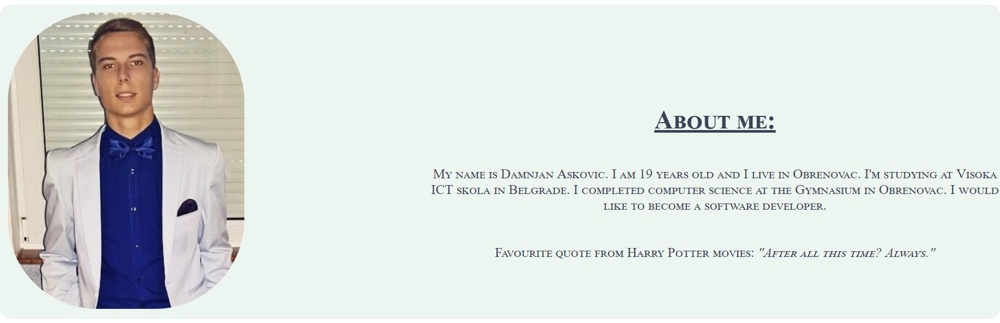 About me:
My name is Damnjan Askovic. I am 19 years old and I live in Obrenovac. I'm studying at Visoka
ICT skola in Belgrade. I completed computer science at the Gymnasium in Obrenovac. I would
like to become a software developer.
Favourite quote from Harry Potter movies: "After all this time? Always."